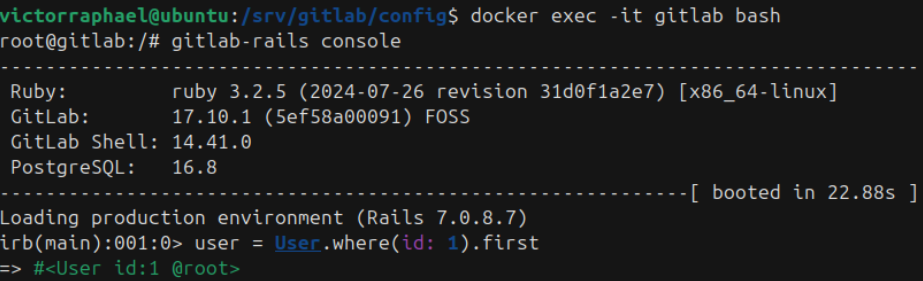 victorraphael@ubuntu:/srv/gitlab/config$ docker exec -it gitlab bash
root@gitlab:/# gitlab-rails console
--------------------------------------------------------------------------------
 Ruby:         ruby 3.2.5 (2024-07-26 revision 31d0f1a2e7) [x86_64-linux]
 GitLab:       17.10.1 (5ef58a00091) FOSS
 GitLab Shell: 14.41.0
 PostgreSQL:   16.8
------------------------------------------------------------[ booted in 22.88s ]
Loading production environment (Rails 7.0.8.7)
irb(main):001:0> user = User.where(id: 1).first
=> #<User id:1 @root>